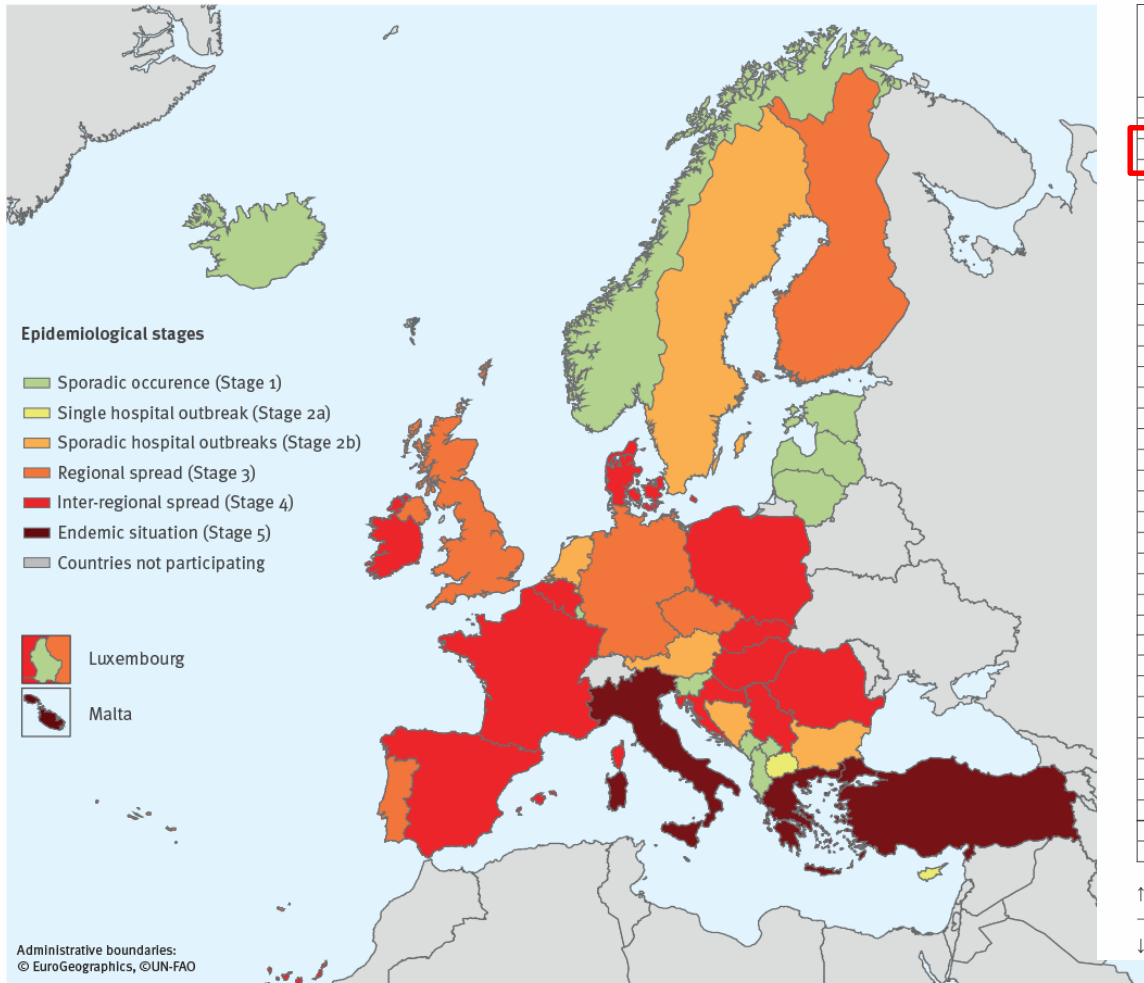 Epidemiological stages
Sporadic occurence (Stage 1)
Single hospital outbreak (Stage 2a)
Sporadic hospital outbreaks (Stage 2b)
Regional spread (Stage 3)
Inter-regional spread (Stage 4)
Endemic situation (Stage 5)
Countries not participating
Luxembourg
Malta
Administrative boundaries:
© EuroGeographics, ©UN-FAO
↑
↓